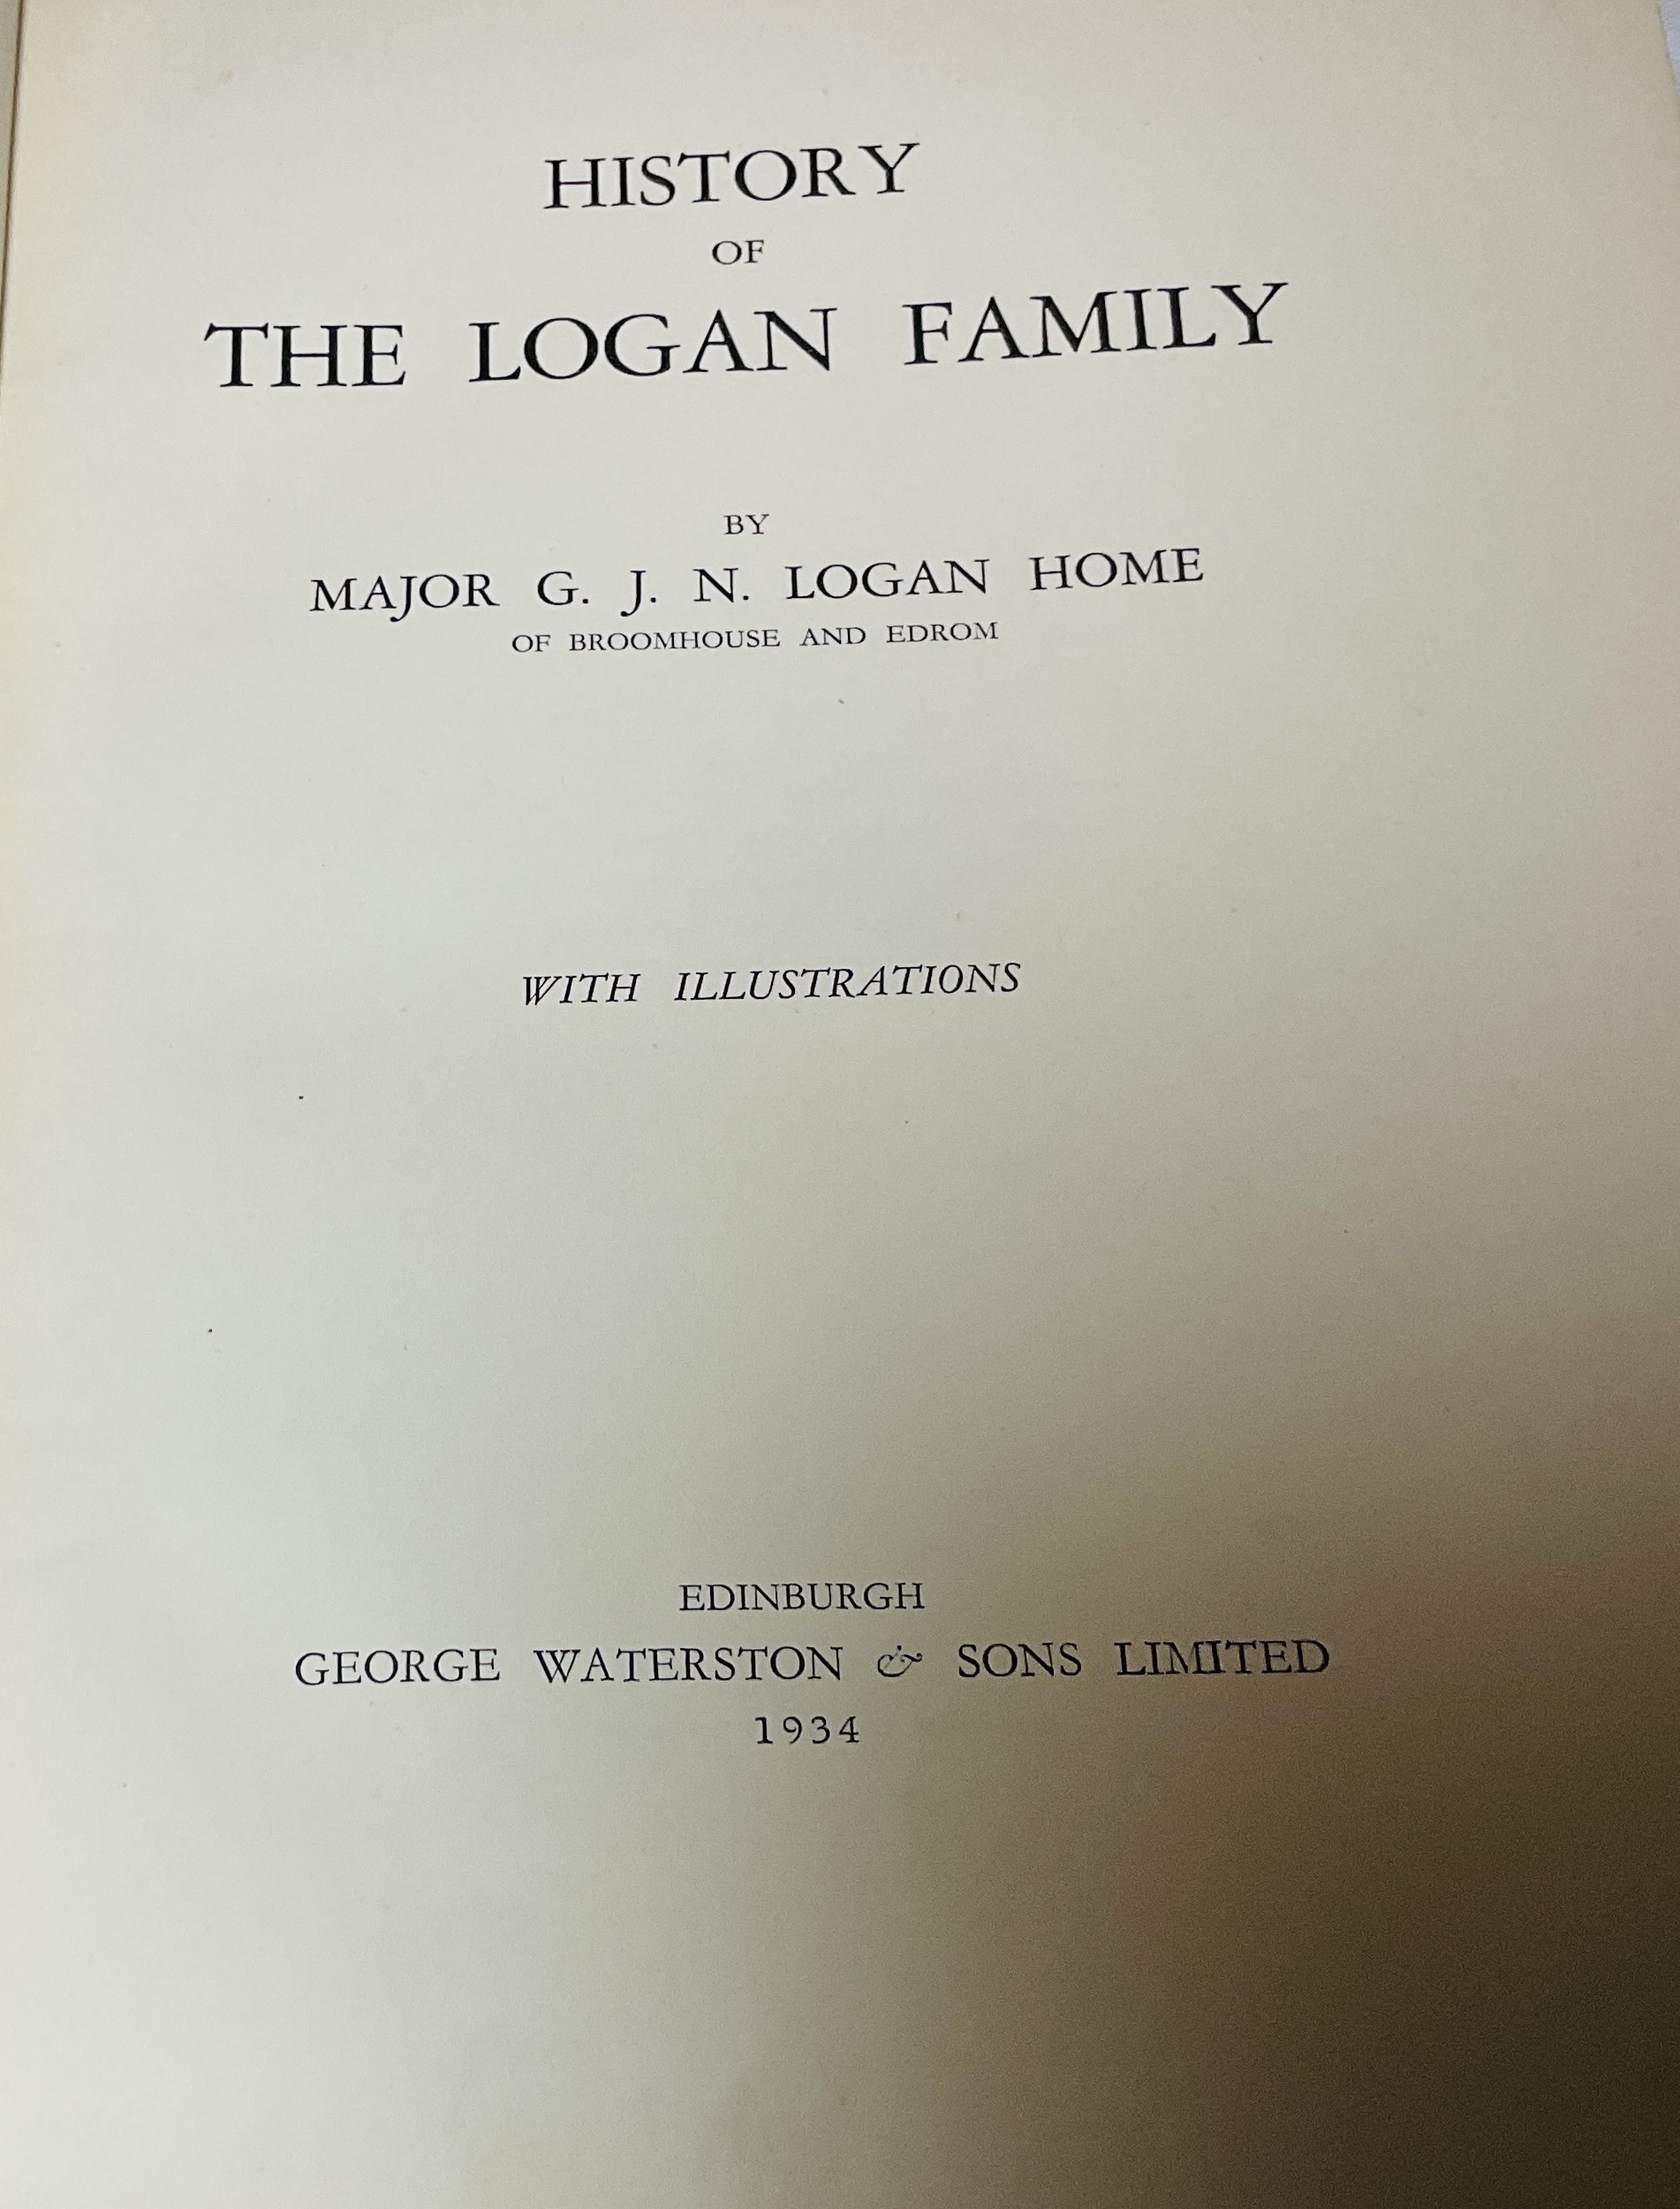 HISTORY
OF
THE LOGAN FAMILY
BY
MAJOR G. J. N. LOGAN HOME
OF BROOMHOUSE AND EDROM
WITH ILLUSTRATIONS
EDINBURGH
GEORGE WATERSTON & SONS LIMITED
1934